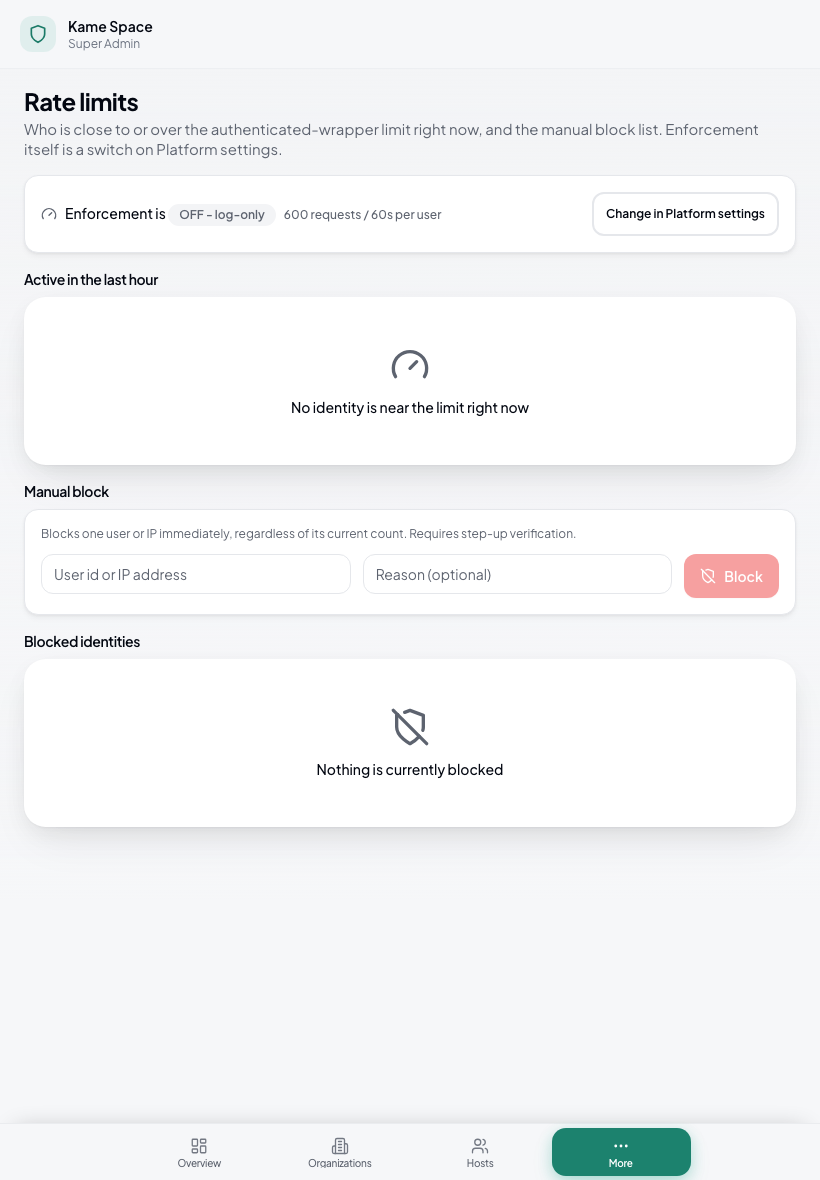 Kame Space
Super Admin
Rate limits
Who is close to or over the authenticated-wrapper limit right now, and the manual block list. Enforcement
itself is a switch on Platform settings.
Enforcement is OFF - log-only 600 requests / 60s per user
Change in Platform settings
Active in the last hour
No identity is near the limit right now
Manual block
Blocks one user or IP immediately, regardless of its current count. Requires step-up verification.
User id or IP address
Reason (optional)
Block
Blocked identities
Nothing is currently blocked
Overview
Organizations
Hosts
More